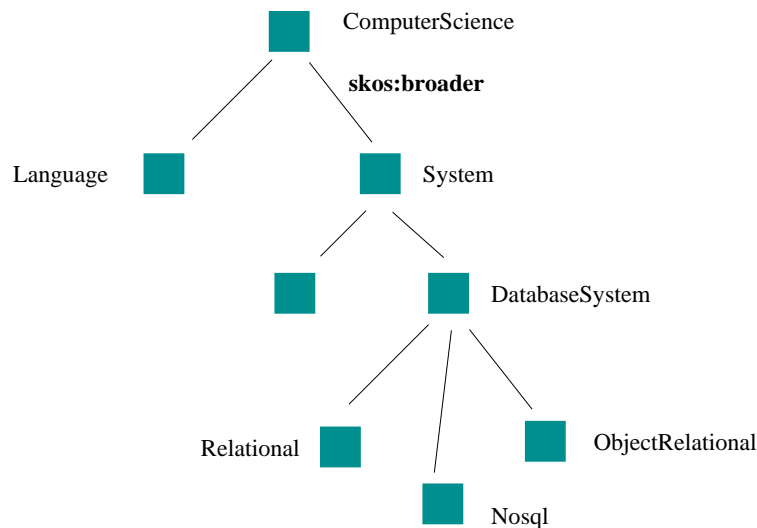 ComputerScience
skos:broader
Language
System
DatabaseSystem
Relational
ObjectRelational
Nosql